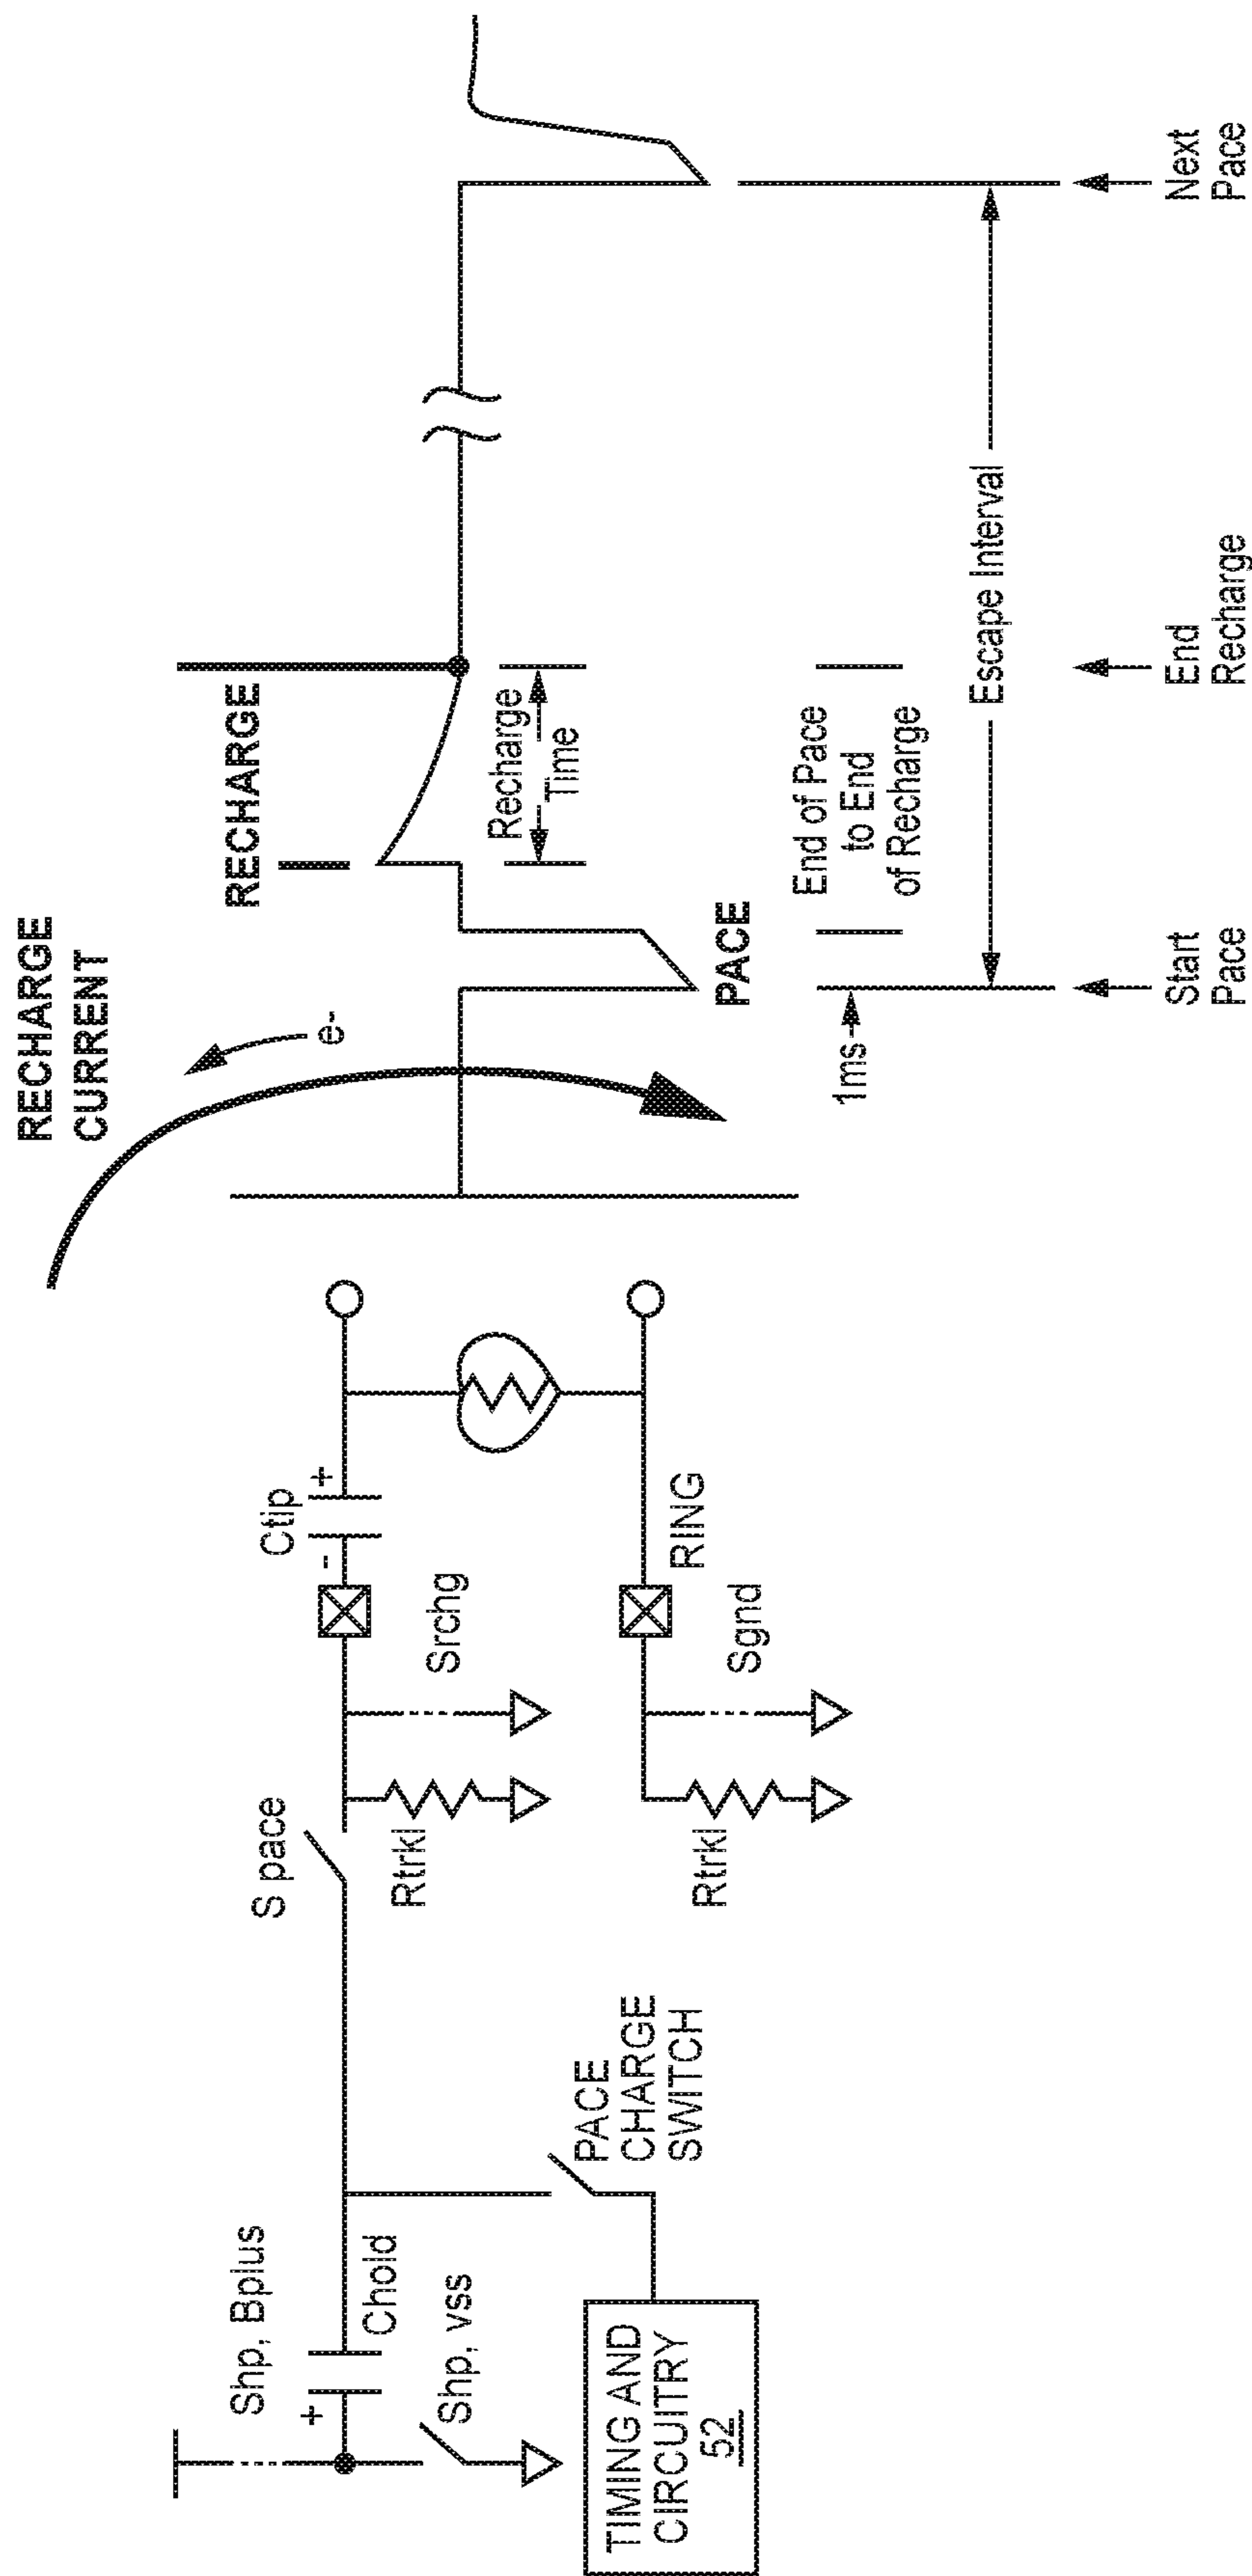 RECHARGE
CURRENT
e-
RECHARGE
Recharge
Time
PACE
1ms
End of Pace
to End
of Recharge
Escape Interval
Start
Pace
End
Recharge
Next
Pace
Shp, Bplus
+
Chold
Shp, vss
TIMING AND
CIRCUITRY
52
PACE
CHARGE
SWITCH
S pace
Rtrkl
Srchg
Ctip
- +
Rtrkl
Sgnd
RING